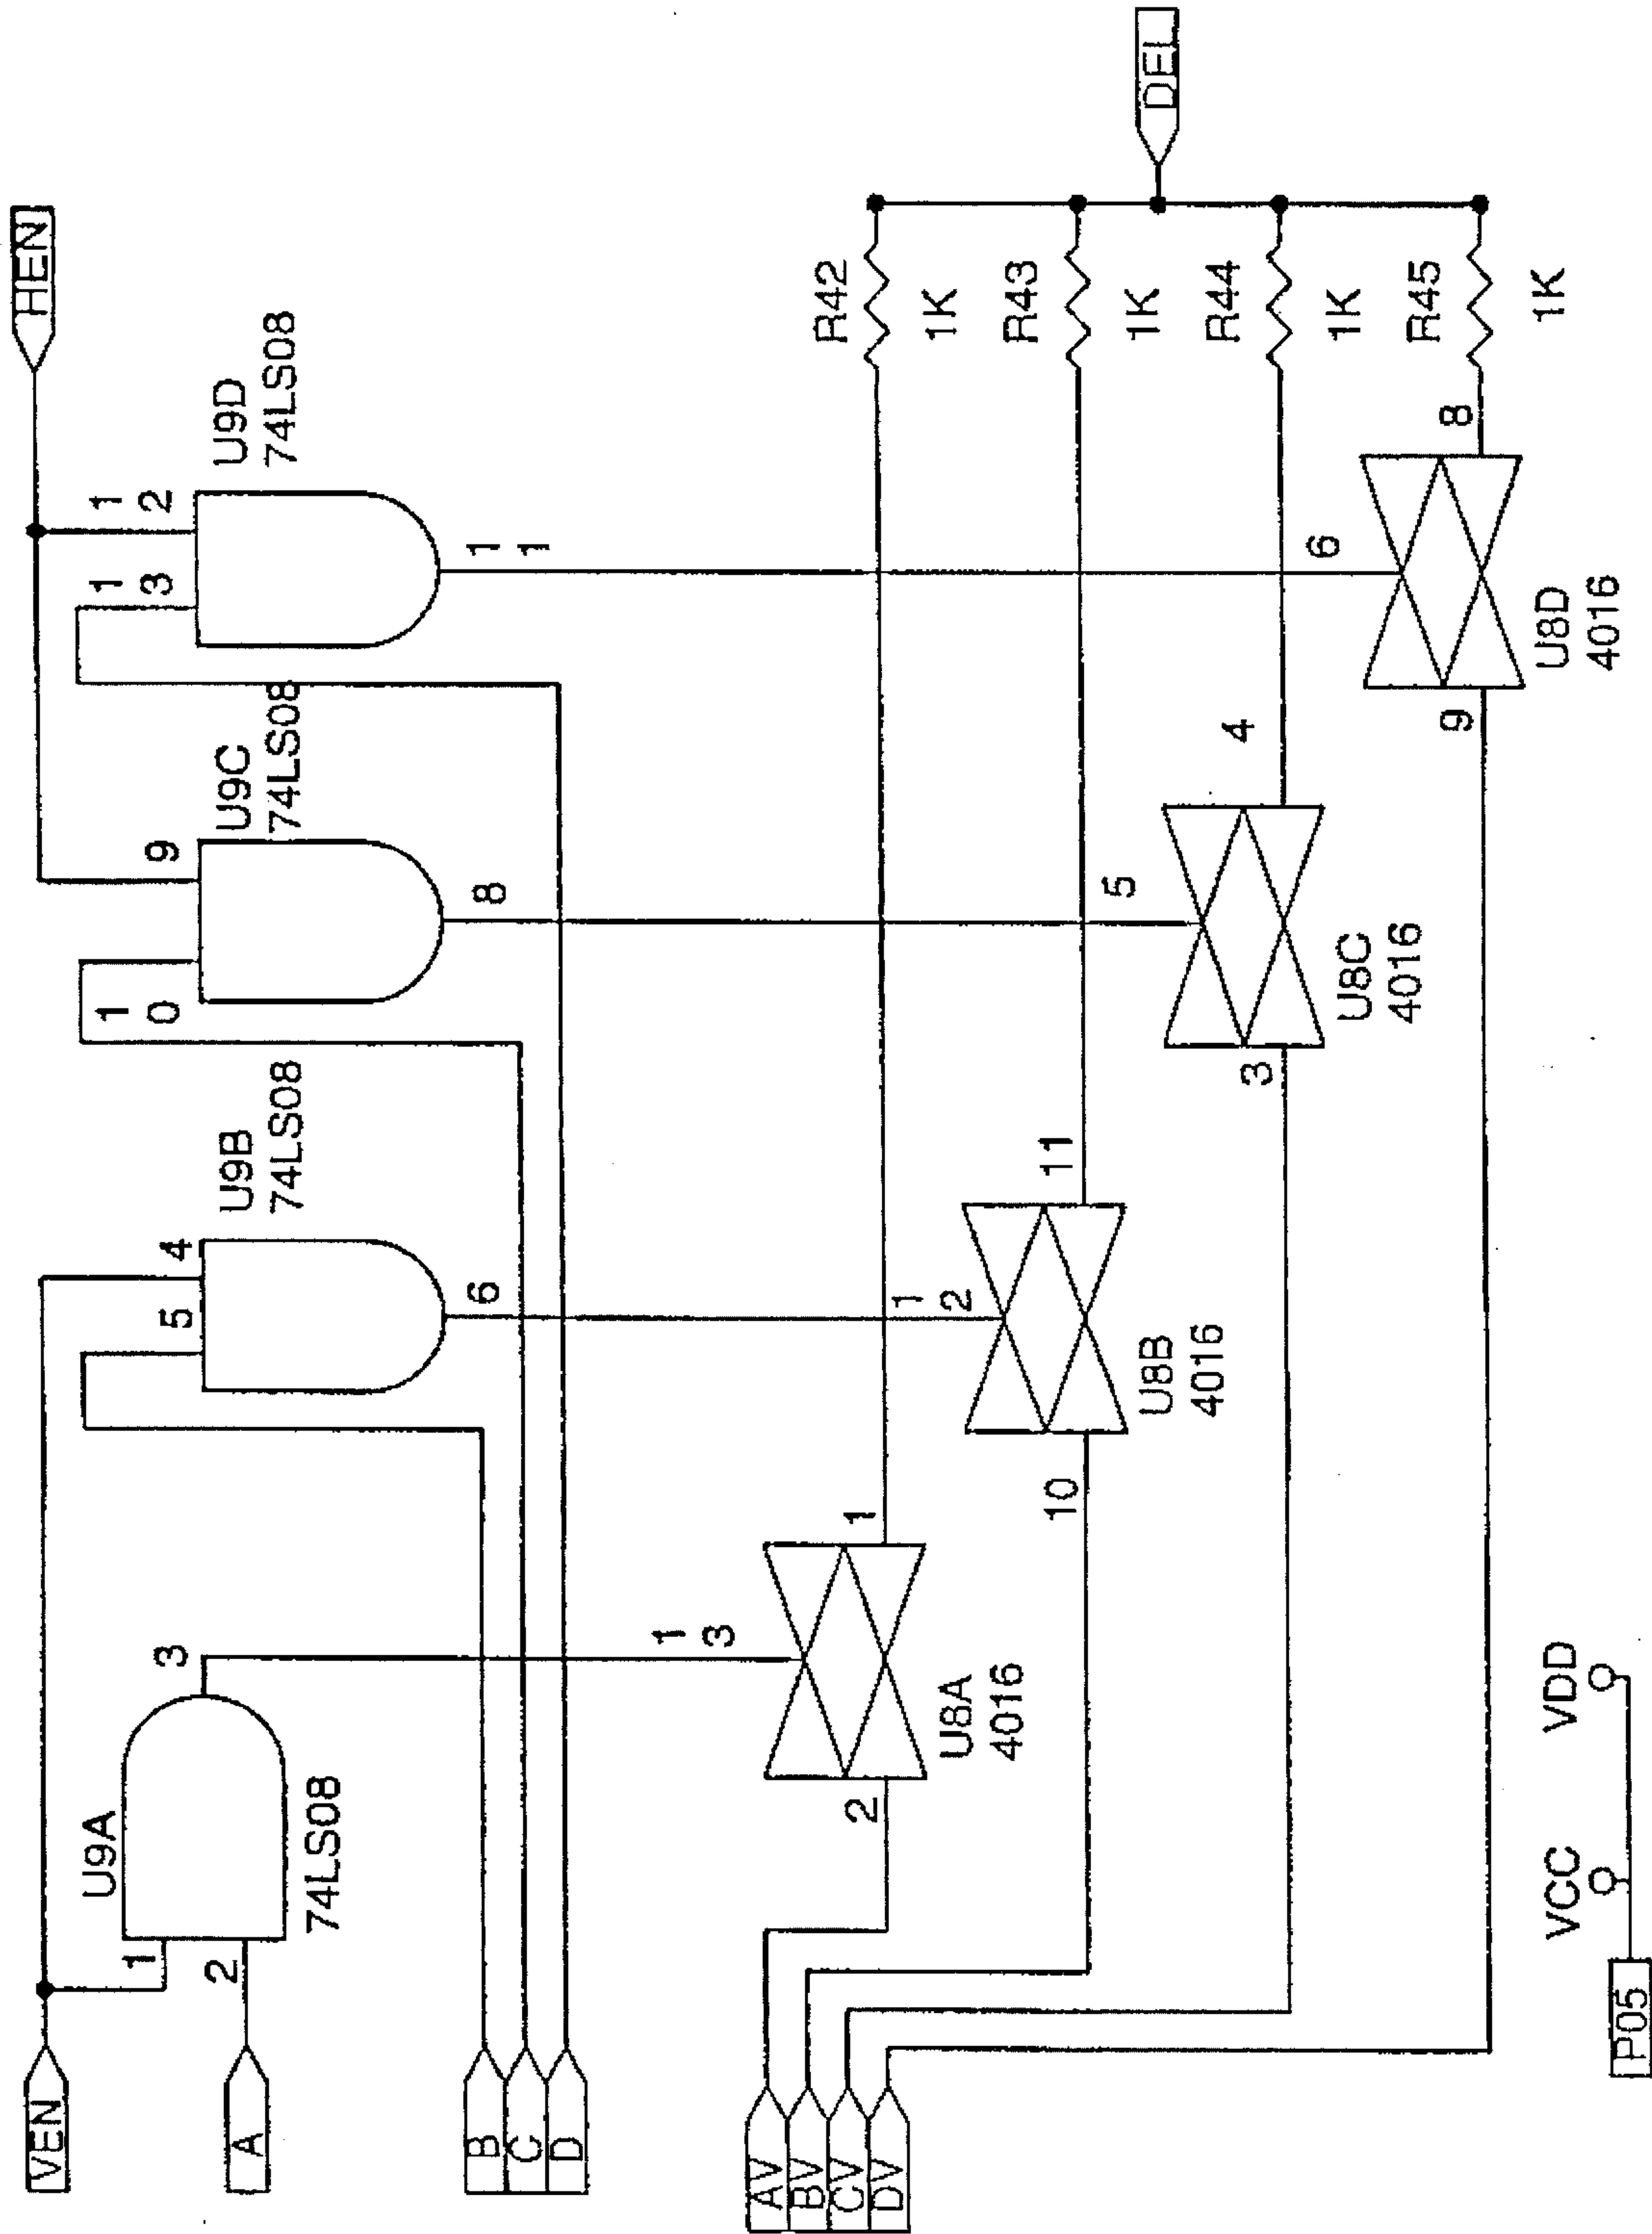 VEN
HEN
U9A
1
3
2
4
5
6
74LS08
A
U9B
74LS08
9
1
0
8
U9C
74LS08
1
2
1
3
1
1
U9D
74LS08
B
C
D
1
3
2
1
U8A
4016
AV
BV
CV
DV
1
2
10
11
U8B
4016
5
3
4
U8C
4016
6
9
8
U8D
4016
R42
1K
R43
1K
R44
1K
R45
1K
DEL
VCC
VDD
P05